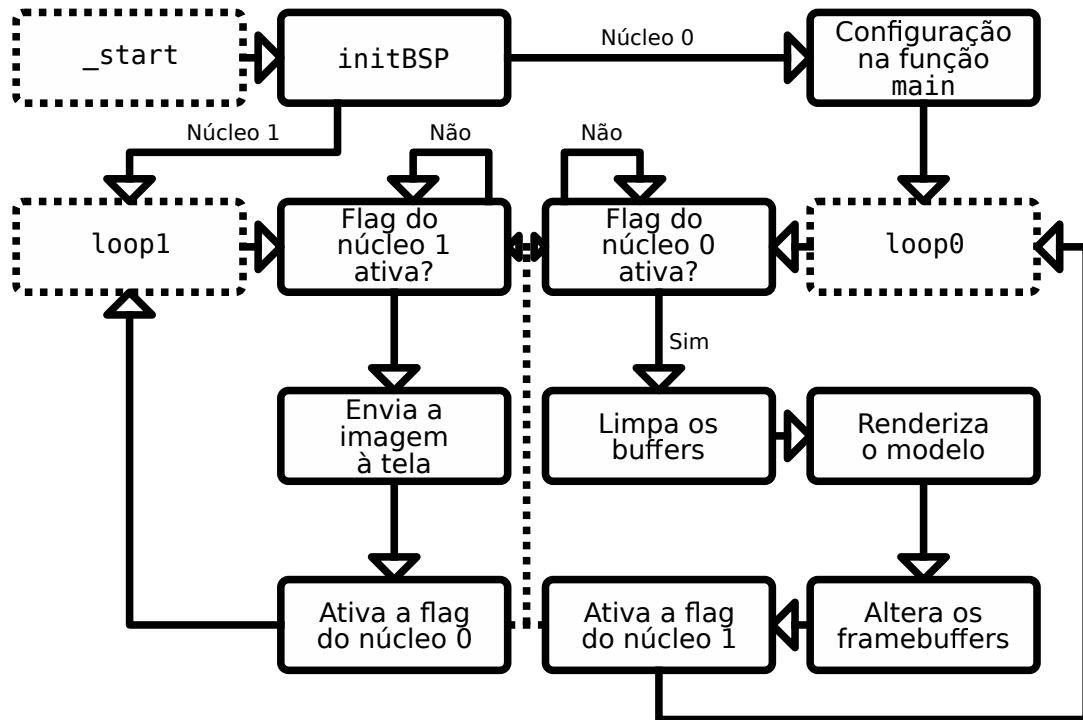 _start
initBSP
Núcleo 0
Configuração
na função
main
Núcleo 1
Não
Não
loop1
Flag do
núcleo 1
ativa?
Flag do
núcleo 0
ativa?
loop0
Sim
Envia a
imagem
à tela
Limpa os
buffers
Renderiza
o modelo
Ativa a flag
do núcleo 0
Ativa a flag
do núcleo 1
Altera os
framebuffers